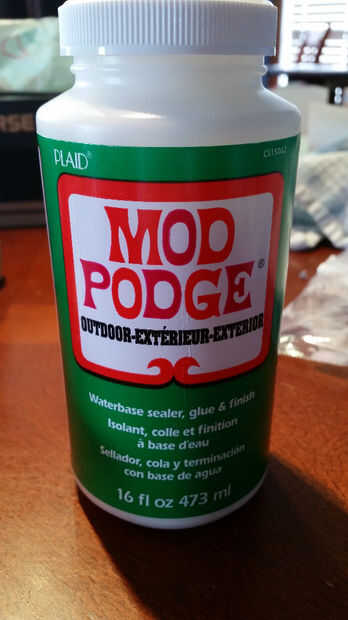 PLAID®
CS15042
MOD
PODGE®
OUTDOOR-EXTÉRIEUR-EXTERIOR
Waterbase sealer, glue & finish
Isolant, colle et finition
à base d'eau
Sellador, cola y terminación
con base de agua
16 fl oz 473 ml